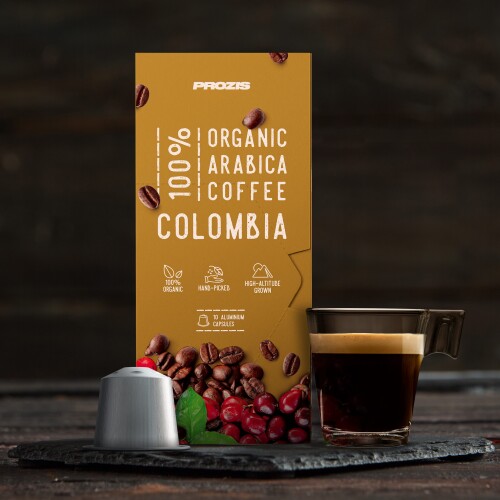 PROZIS
100%
ORGANIC
ARABICA
COFFEE
COLOMBIA
100%
ORGANIC
HAND-PICKED
HIGH-ALTITUDE
GROWN
10 ALUMINIUM
CAPSULES